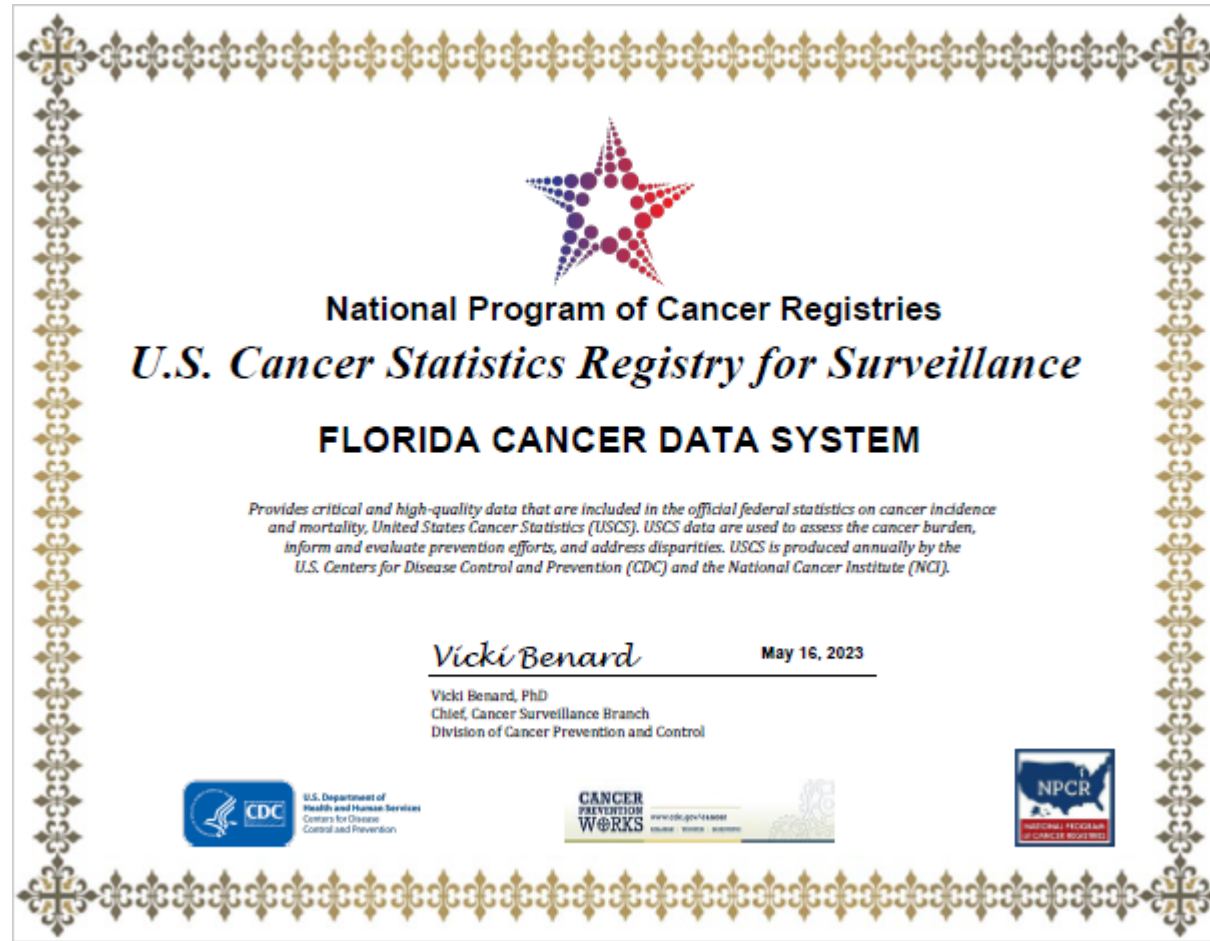 National Program of Cancer Registries
U.S. Cancer Statistics Registry for Surveillance
FLORIDA CANCER DATA SYSTEM
Provides critical and high-quality data that are included in the official federal statistics on cancer incidence
and mortality, United States Cancer Statistics (USCS). USCS data are used to assess the cancer burden,
inform and evaluate prevention efforts, and address disparities. USCS is produced annually by the
U.S. Centers for Disease Control and Prevention (CDC) and the National Cancer Institute (NCI).
Vicki Benard
May 16, 2023
Vicki Benard, PhD
Chief, Cancer Surveillance Branch
Division of Cancer Prevention and Control
CDC
U.S. Department of
Health and Human Services
Centers for Disease
Control and Prevention
CANCER
PREVENTION
WORKS
www.cdc.gov/cancer
NPCR
NATIONAL PROGRAM
of CANCER REGISTRIES